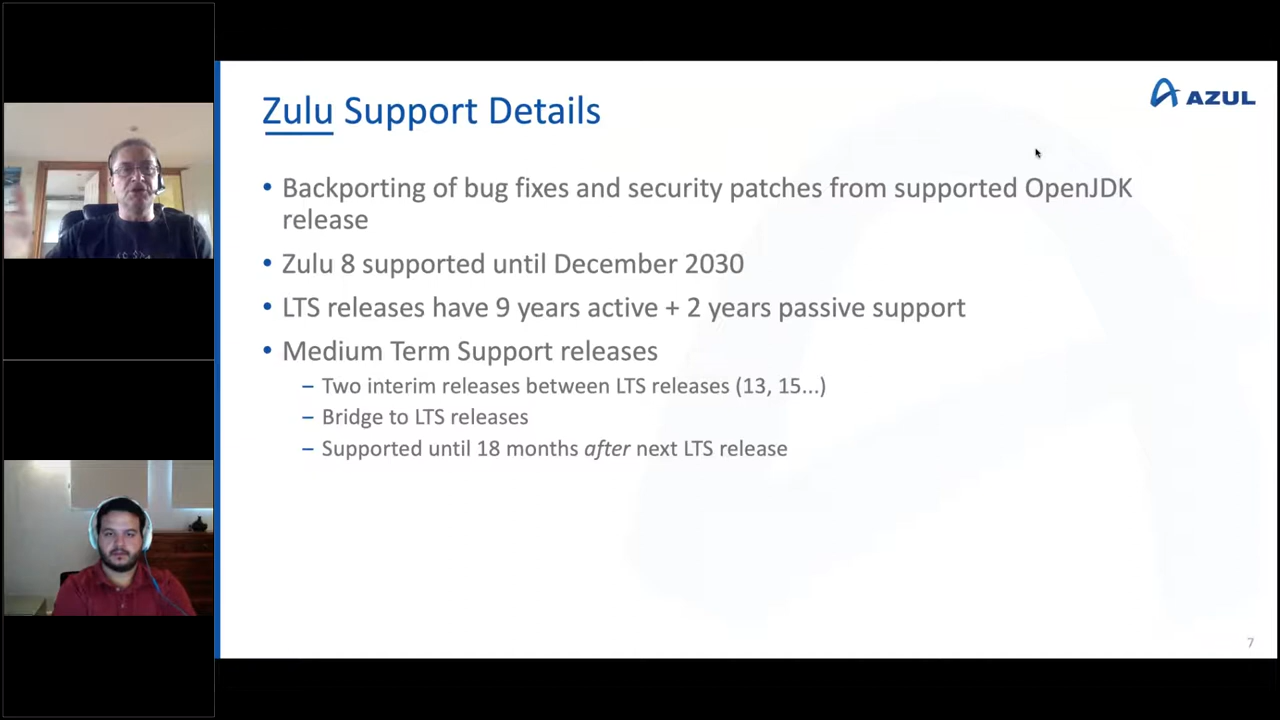 Zulu Support Details
AZUL
• Backporting of bug fixes and security patches from supported OpenJDK
release
• Zulu 8 supported until December 2030
• LTS releases have 9 years active + 2 years passive support
• Medium Term Support releases
– Two interim releases between LTS releases (13, 15...)
– Bridge to LTS releases
– Supported until 18 months after next LTS release
7